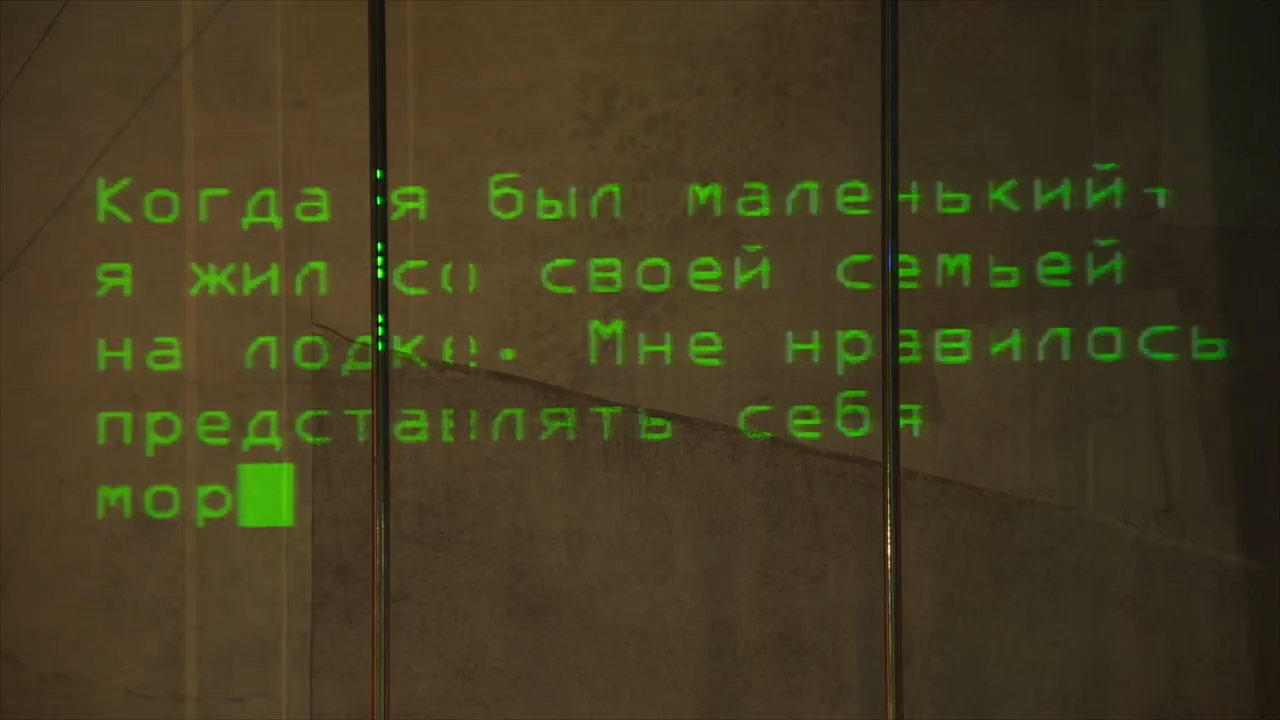 Когда я был маленький,
я жил со своей семьей
на лодке. Мне нравилось
представлять себя
мор